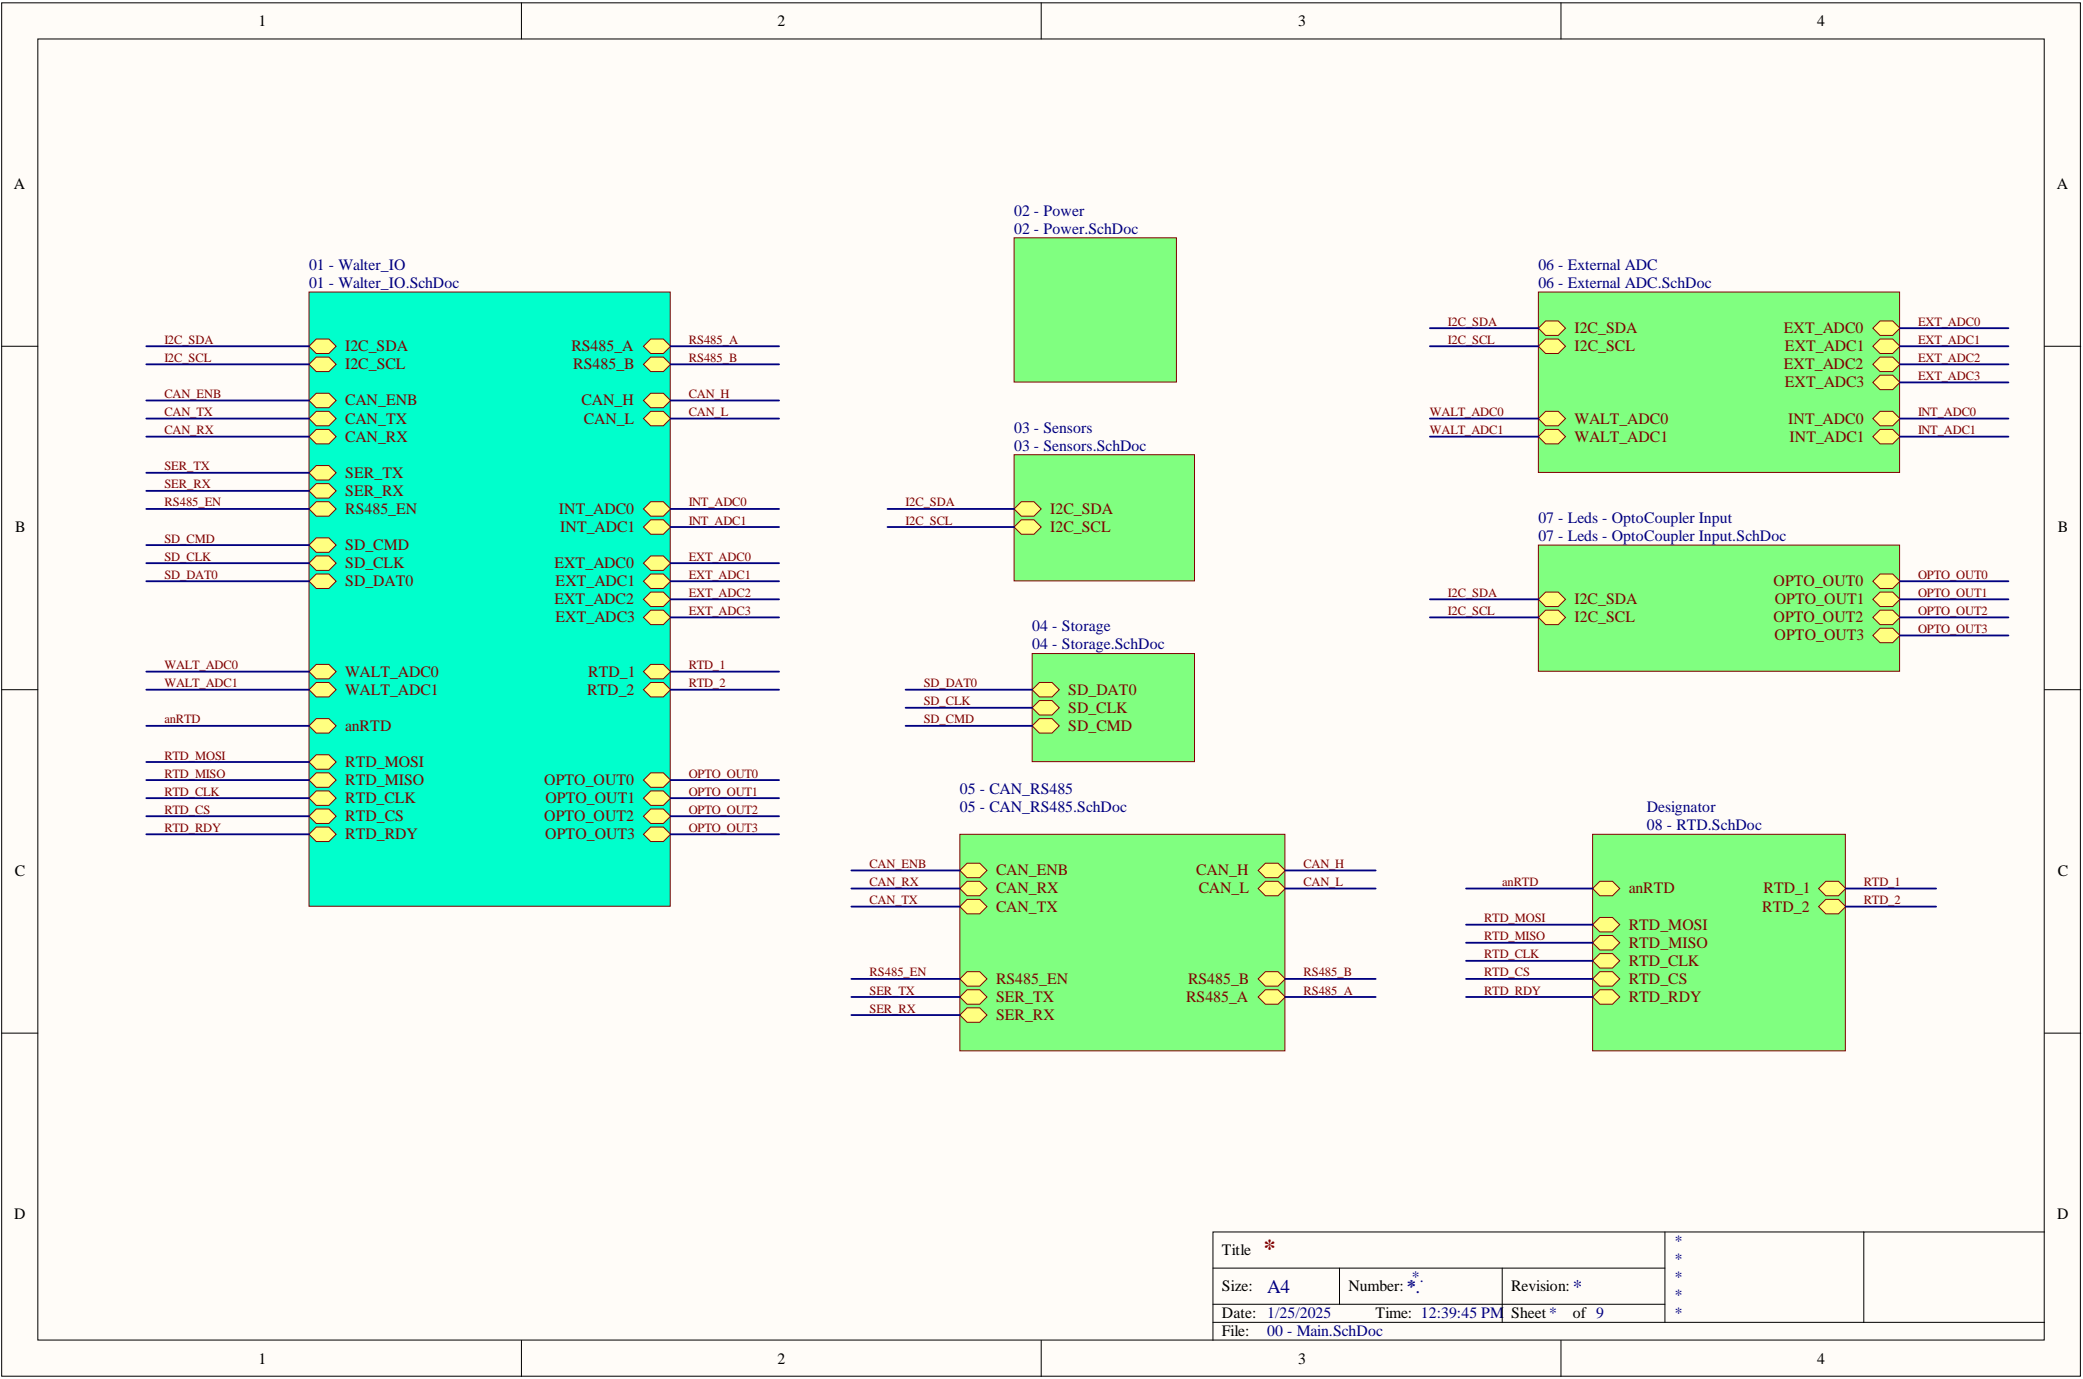 1 2 3 4
A A
B B
C C
D D
01 - Walter_IO
01 - Walter_IO.SchDoc
I2C_SDA I2C_SDA RS485_A RS485_A
I2C_SCL I2C_SCL RS485_B RS485_B
CAN_ENB CAN_ENB CAN_H CAN_H
CAN_TX CAN_TX CAN_L CAN_L
CAN_RX CAN_RX
SER_TX SER_TX
SER_RX SER_RX
RS485_EN RS485_EN INT_ADC0 INT_ADC0
INT_ADC1 INT_ADC1
SD_CMD SD_CMD
SD_CLK SD_CLK EXT_ADC0 EXT_ADC0
SD_DAT0 SD_DAT0 EXT_ADC1 EXT_ADC1
EXT_ADC2 EXT_ADC2
EXT_ADC3 EXT_ADC3
WALT_ADC0 WALT_ADC0 RTD_1 RTD_1
WALT_ADC1 WALT_ADC1 RTD_2 RTD_2
anRTD anRTD
RTD_MOSI RTD_MOSI
RTD_MISO RTD_MISO OPTO_OUT0 OPTO_OUT0
RTD_CLK RTD_CLK OPTO_OUT1 OPTO_OUT1
RTD_CS RTD_CS OPTO_OUT2 OPTO_OUT2
RTD_RDY RTD_RDY OPTO_OUT3 OPTO_OUT3
02 - Power
02 - Power.SchDoc
03 - Sensors
03 - Sensors.SchDoc
I2C_SDA I2C_SDA
I2C_SCL I2C_SCL
04 - Storage
04 - Storage.SchDoc
SD_DAT0 SD_DAT0
SD_CLK SD_CLK
SD_CMD SD_CMD
05 - CAN_RS485
05 - CAN_RS485.SchDoc
CAN_ENB CAN_ENB CAN_H CAN_H
CAN_RX CAN_RX CAN_L CAN_L
CAN_TX CAN_TX
RS485_EN RS485_EN RS485_B RS485_B
SER_TX SER_TX RS485_A RS485_A
SER_RX SER_RX
06 - External ADC
06 - External ADC.SchDoc
I2C_SDA I2C_SDA EXT_ADC0 EXT_ADC0
I2C_SCL I2C_SCL EXT_ADC1 EXT_ADC1
EXT_ADC2 EXT_ADC2
EXT_ADC3 EXT_ADC3
WALT_ADC0 WALT_ADC0 INT_ADC0 INT_ADC0
WALT_ADC1 WALT_ADC1 INT_ADC1 INT_ADC1
07 - Leds - OptoCoupler Input
07 - Leds - OptoCoupler Input.SchDoc
OPTO_OUT0 OPTO_OUT0
I2C_SDA I2C_SDA OPTO_OUT1 OPTO_OUT1
I2C_SCL I2C_SCL OPTO_OUT2 OPTO_OUT2
OPTO_OUT3 OPTO_OUT3
Designator
08 - RTD.SchDoc
anRTD anRTD RTD_1 RTD_1
RTD_2 RTD_2
RTD_MOSI RTD_MOSI
RTD_MISO RTD_MISO
RTD_CLK RTD_CLK
RTD_CS RTD_CS
RTD_RDY RTD_RDY
Title *
Size: A4 Number: * Revision: *
Date: 1/25/2025 Time: 12:39:45 PM Sheet * of 9
File: 00 - Main.SchDoc
*
*
*
*
*
1 2 3 4